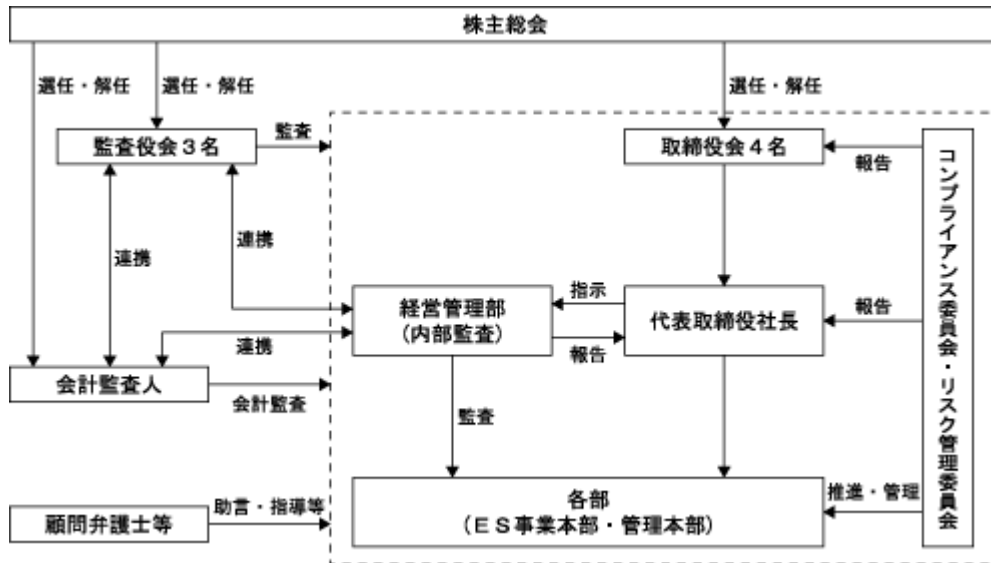 株主総会
選任・解任
選任・解任
選任・解任
監査役会３名
監査
取締役会４名
報告
コンプライアンス委員会・リスク管理委員会
連携
連携
経営管理部
（内部監査）
指示
報告
代表取締役社長
報告
連携
会計監査人
会計監査
監査
顧問弁護士等
助言・指導等
各部
（ＥＳ事業本部・管理本部）
推進・管理